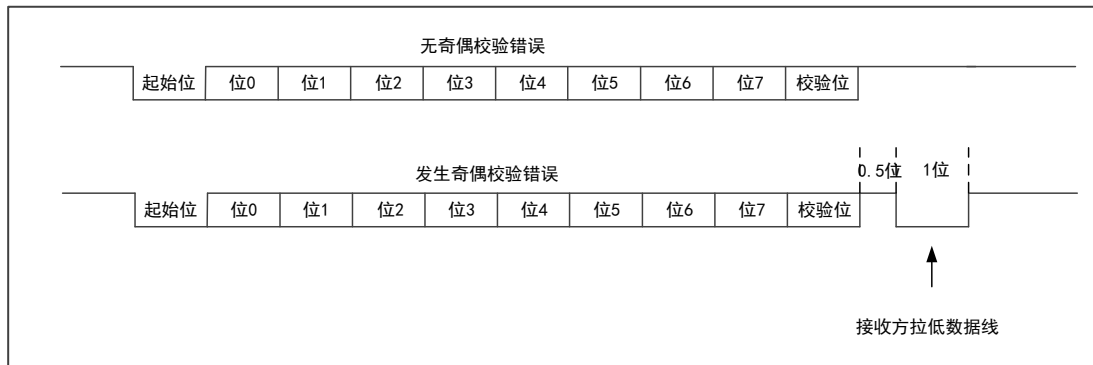 无奇偶校验错误
起始位 位0 位1 位2 位3 位4 位5 位6 位7 校验位
发生奇偶校验错误
0.5位 1位
起始位 位0 位1 位2 位3 位4 位5 位6 位7 校验位
接收方拉低数据线